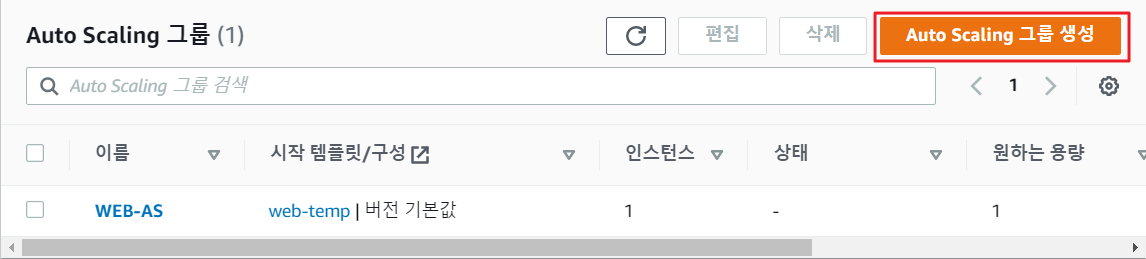 Auto Scaling 그룹 (1) 편집 삭제 Auto Scaling 그룹 생성
Auto Scaling 그룹 검색 1
이름 시작 템플릿/구성 인스턴스 상태 원하는 용량
WEB-AS web-temp | 버전 기본값 1 - 1